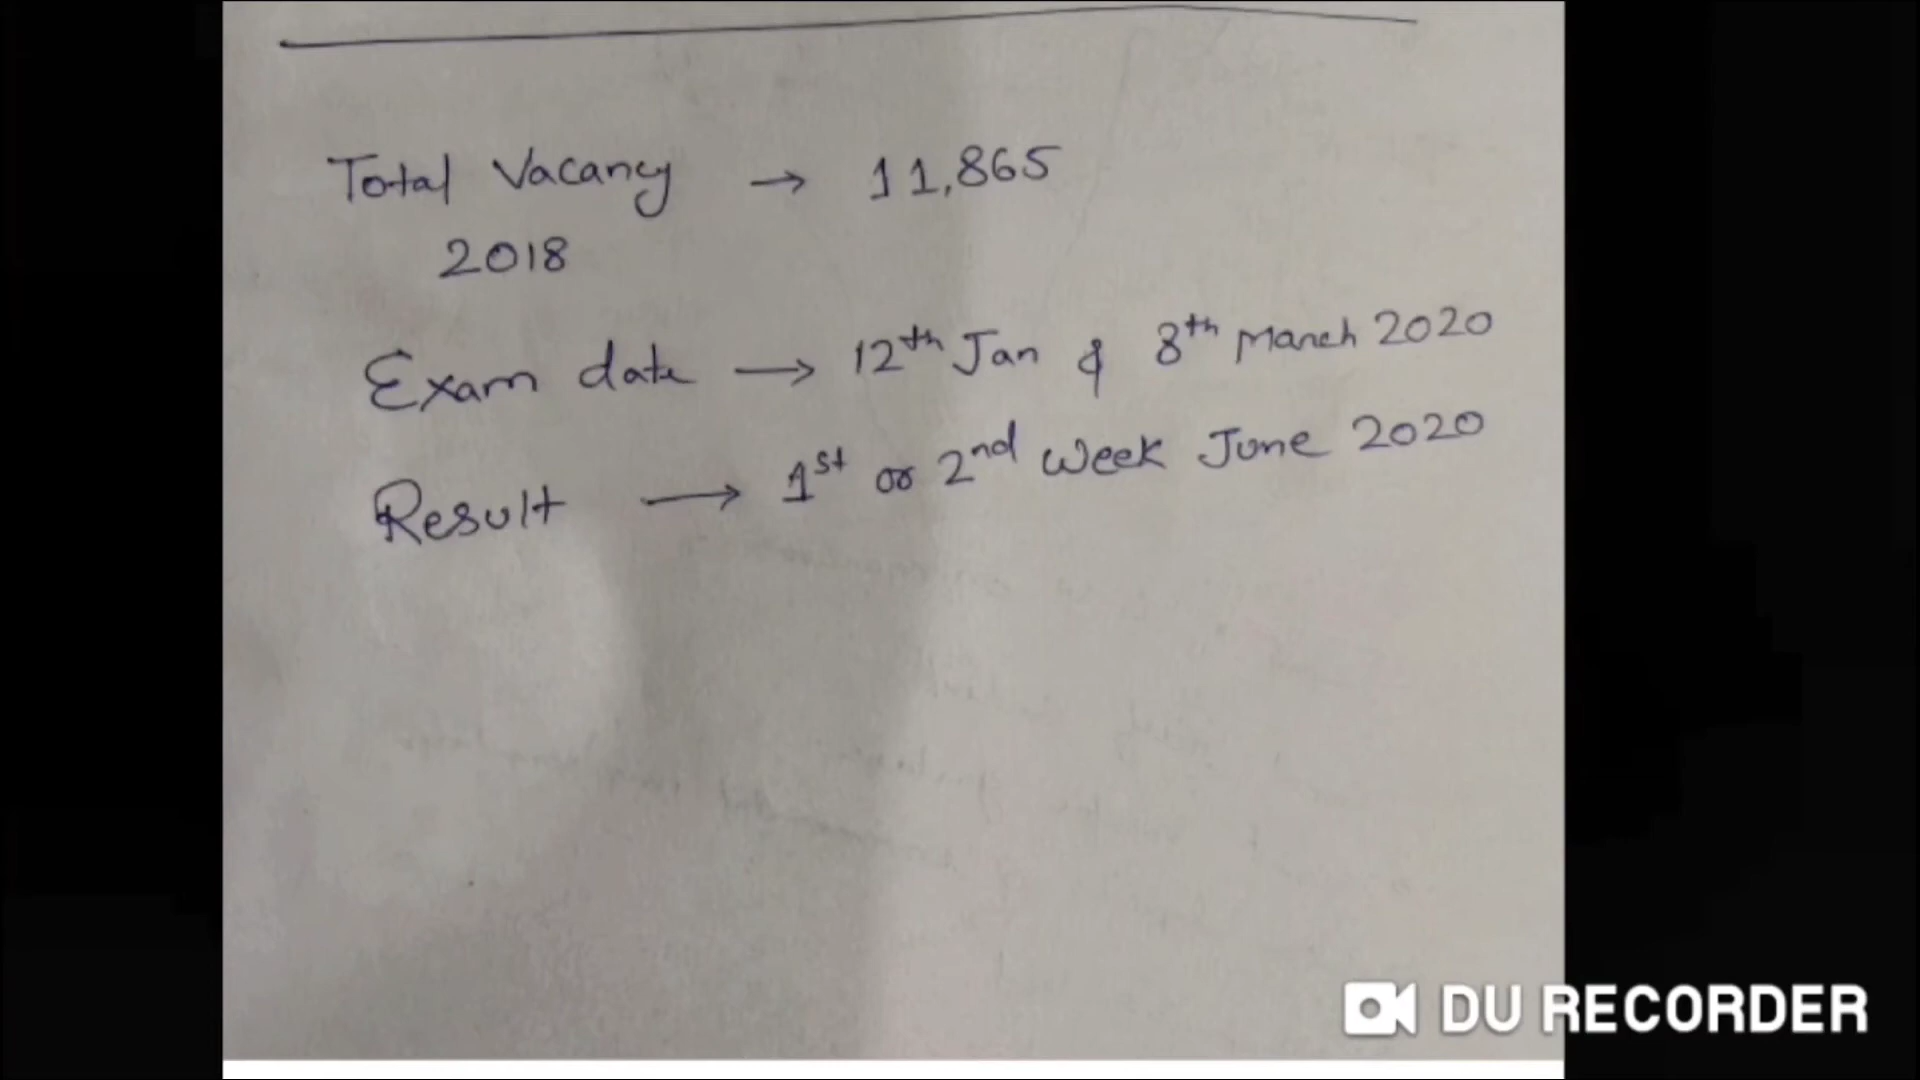 Total Vacancy → 11,865
2018
Exam date → 12th Jan & 8th March 2020
Result → 1st or 2nd week June 2020
DU RECORDER